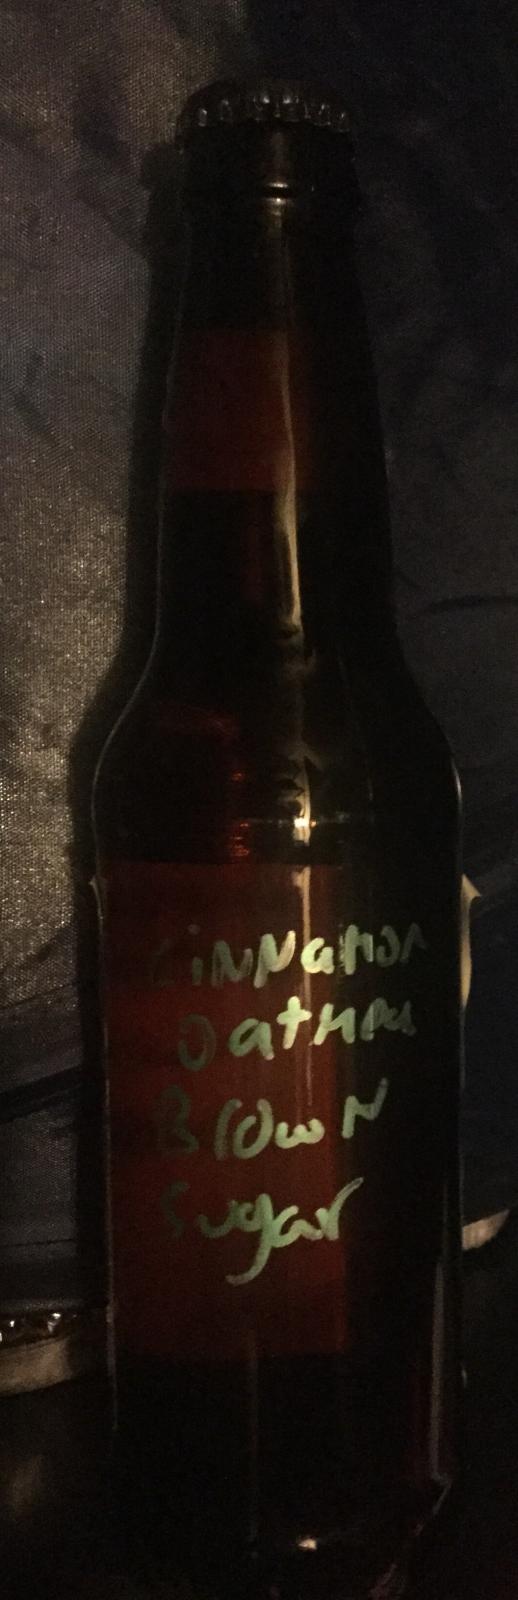 Cinnamon
Oatmeal
Brown
Sugar